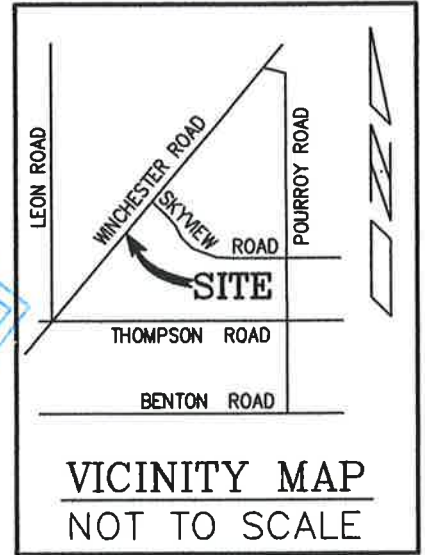 LEON ROAD
WINCHESTER ROAD
SKYVIEW
ROAD
POURROY ROAD
N
SITE
THOMPSON ROAD
BENTON ROAD
VICINITY MAP
NOT TO SCALE